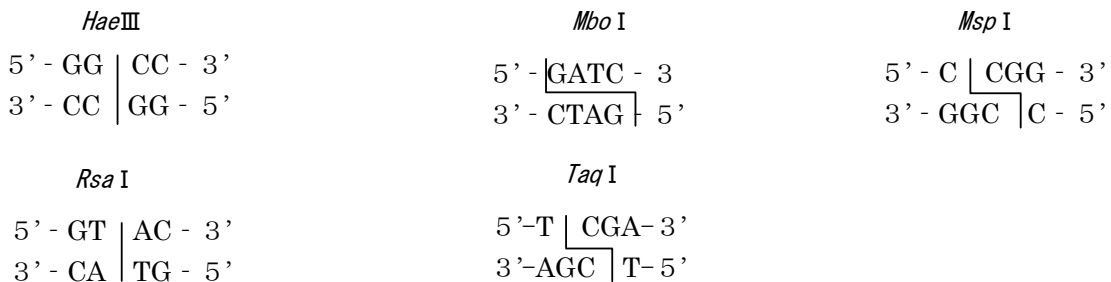 HaeⅢ
5’‐GG CC‐3’
3’‐CC GG‐5’
MboⅠ
5’‐GATC‐3
3’‐CTAG‐5’
MspⅠ
5’‐C CGG‐3’
3’‐GGC C‐5’
RsaⅠ
5’‐GT AC‐3’
3’‐CA TG‐5’
TaqⅠ
5’−T CGA−3’
3’−AGC T−5’